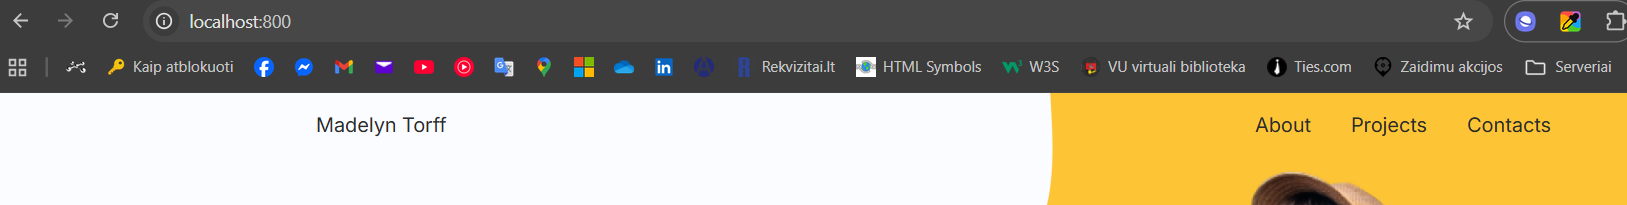 localhost:800
Kaip atblokuoti Rekvizitai.lt HTML Symbols W3S VU virtuali biblioteka Ties.com Zaidimu akcijos Serveriai
Madelyn Torff About Projects Contacts